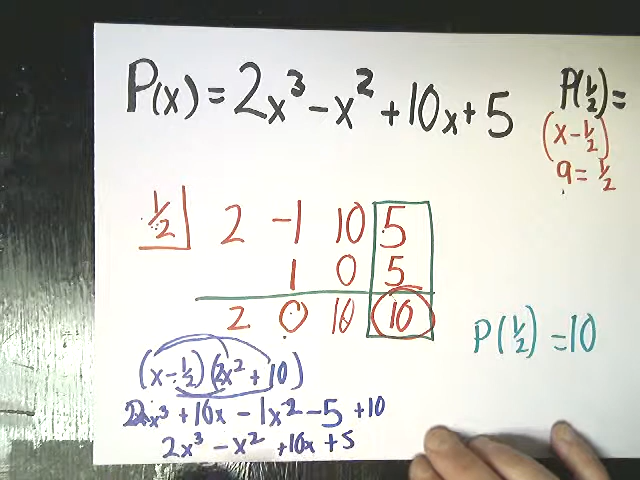 P(x) = 2x³ - x² + 10x + 5
P(½) =
(x - ½)
a = ½
½ 2 -1 10 5
1 0 5
2 0 10 10
P(½) = 10
(x - ½)(2x² + 10)
2x³ + 10x - 1x² - 5 + 10
2x³ - x² + 10x + 5